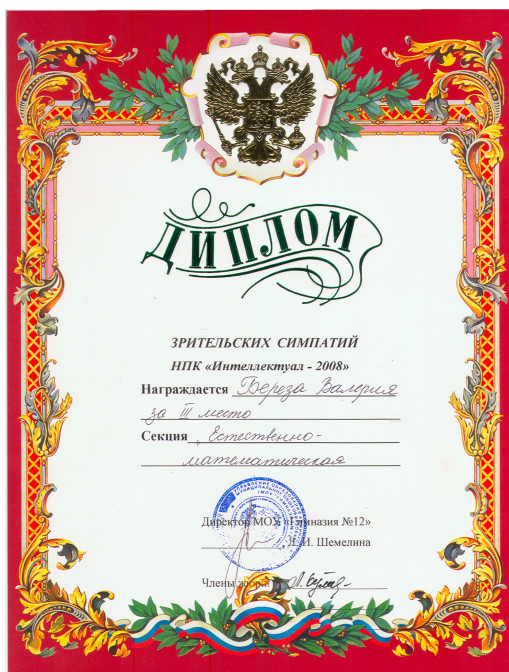 ДИПЛОМ
ЗРИТЕЛЬСКИХ СИМПАТИЙ
НПК «Интеллектуал - 2008»
Награждается Береза Валерия
за III место
Секция „Естественно-
математическая
Директор МОУ «Гимназия №12»
И. Шемелина
Члены жюри